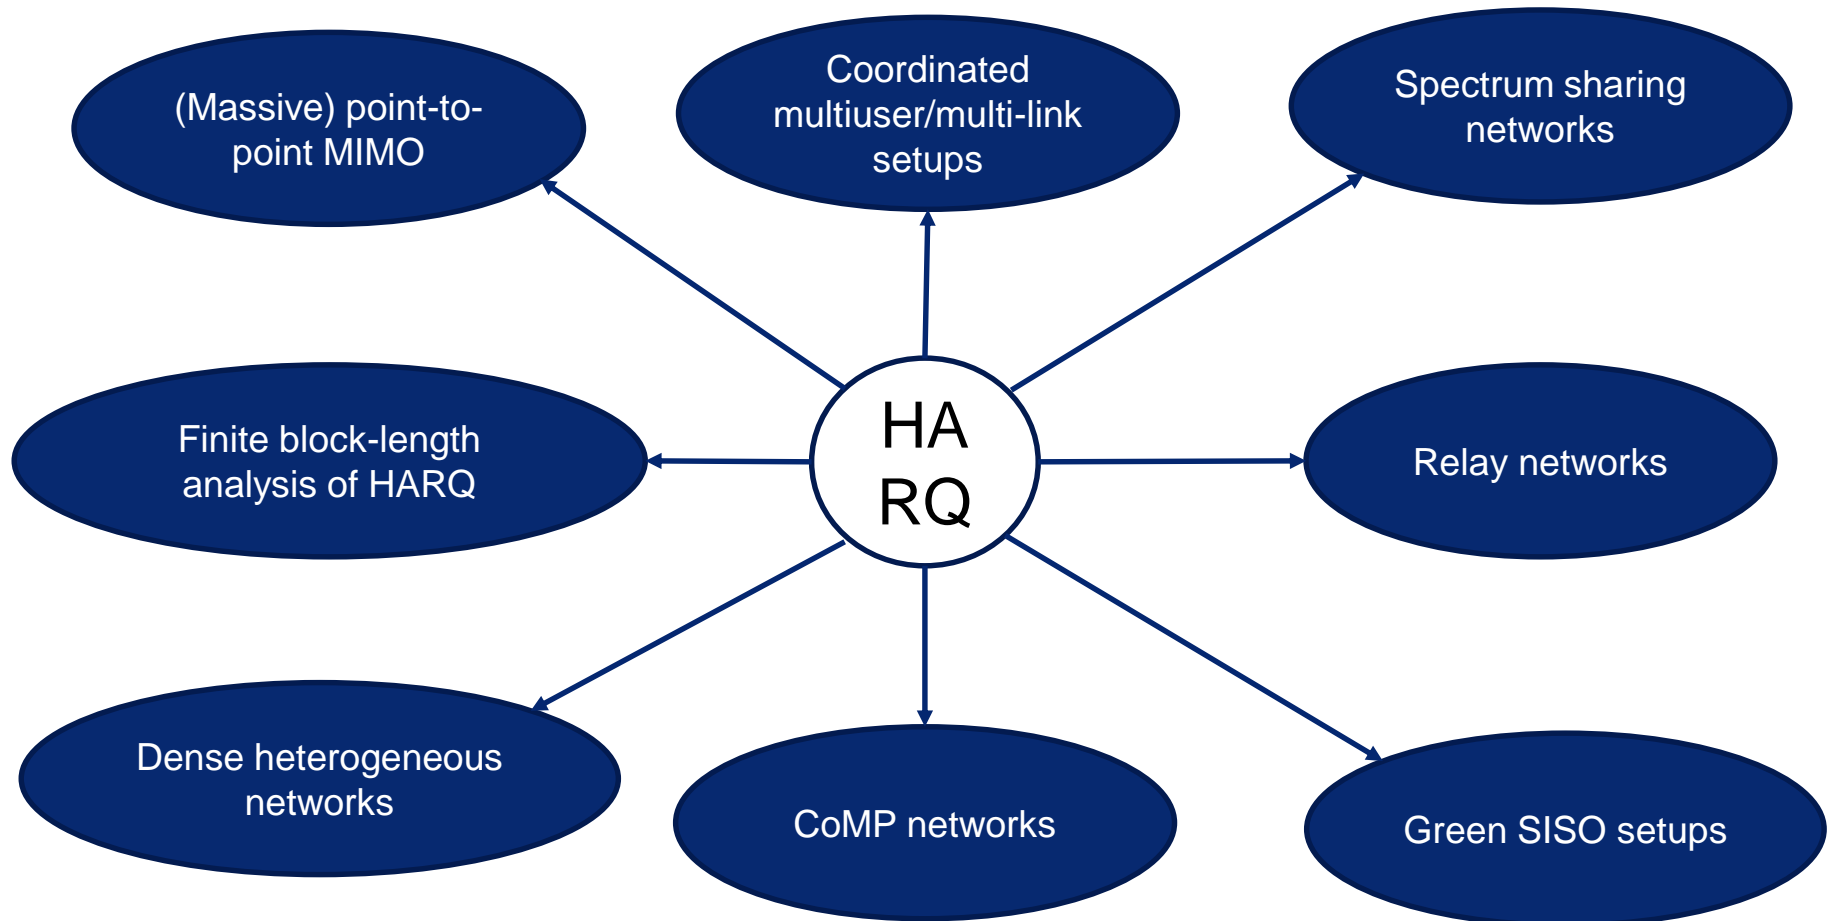 (Massive) point-to-
point MIMO
Coordinated
multiuser/multi-link
setups
Spectrum sharing
networks
Finite block-length
analysis of HARQ
HA
RQ
Relay networks
Dense heterogeneous
networks
CoMP networks
Green SISO setups